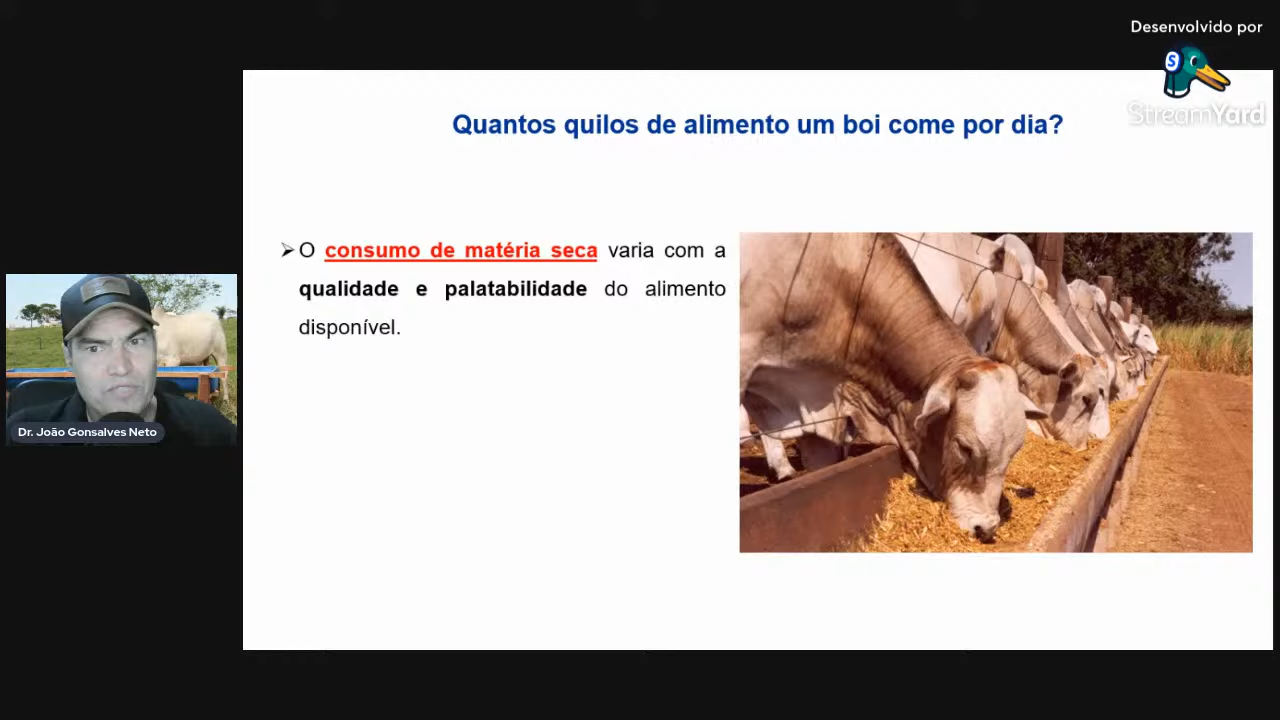 Desenvolvido por
StreamYard
Quantos quilos de alimento um boi come por dia?
➢ O consumo de matéria seca varia com a
qualidade e palatabilidade do alimento
disponível.
Dr. João Gonsalves Neto